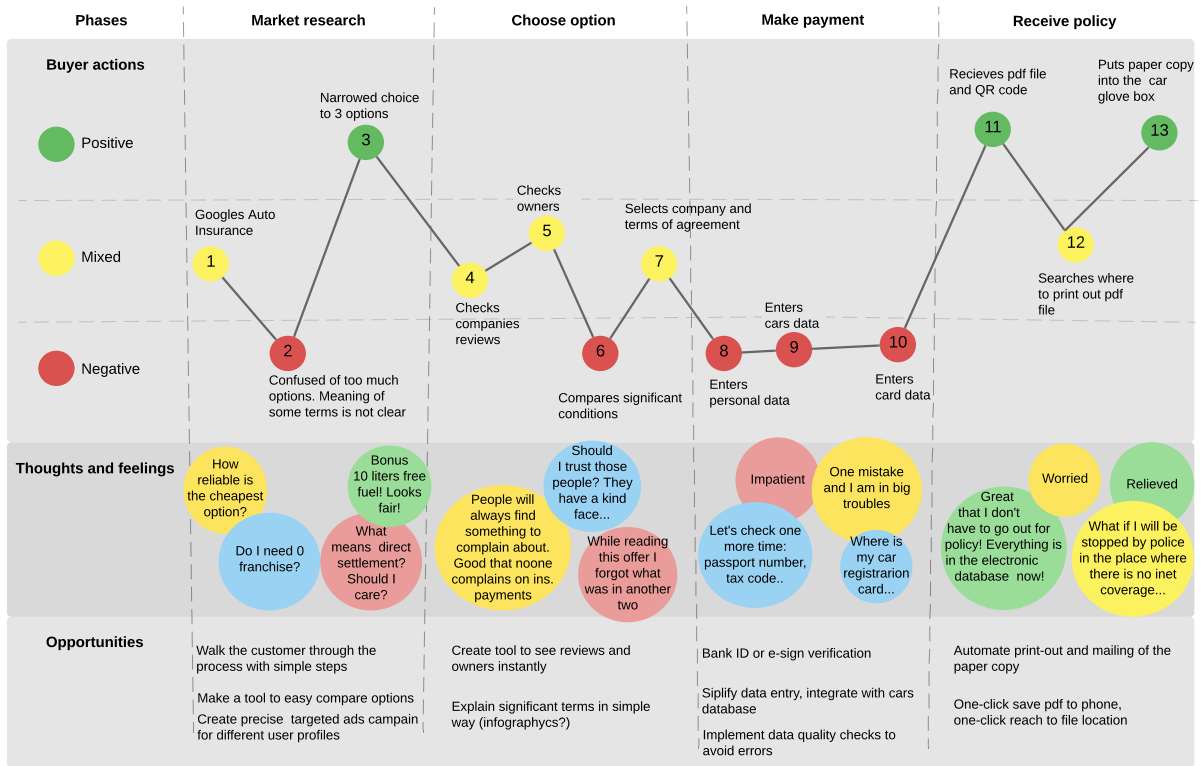 Phases
Market research
Choose option
Make payment
Receive policy
Buyer actions
Positive
Mixed
Negative
1
Googles Auto
Insurance
2
Confused of too much
options. Meaning of
some terms is not clear
3
Narrowed choice
to 3 options
4
Checks
companies
reviews
5
Checks
owners
6
Compares significant
conditions
7
Selects company and
terms of agreement
8
Enters
personal data
9
Enters
cars data
10
Enters
card data
11
Recieves pdf file
and QR code
12
Searches where
to print out pdf
file
13
Puts paper copy
into the car
glove box
Thoughts and feelings
How
reliable is
the cheapest
option?
Do I need 0
franchise?
Bonus
10 liters free
fuel! Looks
fair!
What
means direct
settlement?
Should I
care?
People will
always find
something to
complain about.
Good that noone
complains on ins.
payments
Should
I trust those
people? They
have a kind
face...
While reading
this offer I
forgot what
was in another
two
Impatient
Let's check one
more time:
passport number,
tax code..
One mistake
and I am in big
troubles
Where is
my car
registrarion
card...
Great
that I don't
have to go out for
policy! Everything is
in the electronic
database now!
Worried
Relieved
What if I will be
stopped by police
in the place where
there is no inet
coverage...
Opportunities
Walk the customer through the
process with simple steps
Make a tool to easy compare options
Create precise targeted ads campain
for different user profiles
Create tool to see reviews and
owners instantly
Explain significant terms in simple
way (infographycs?)
Bank ID or e-sign verification
Siplify data entry, integrate with cars
database
Implement data quality checks to
avoid errors
Automate print-out and mailing of the
paper copy
One-click save pdf to phone,
one-click reach to file location